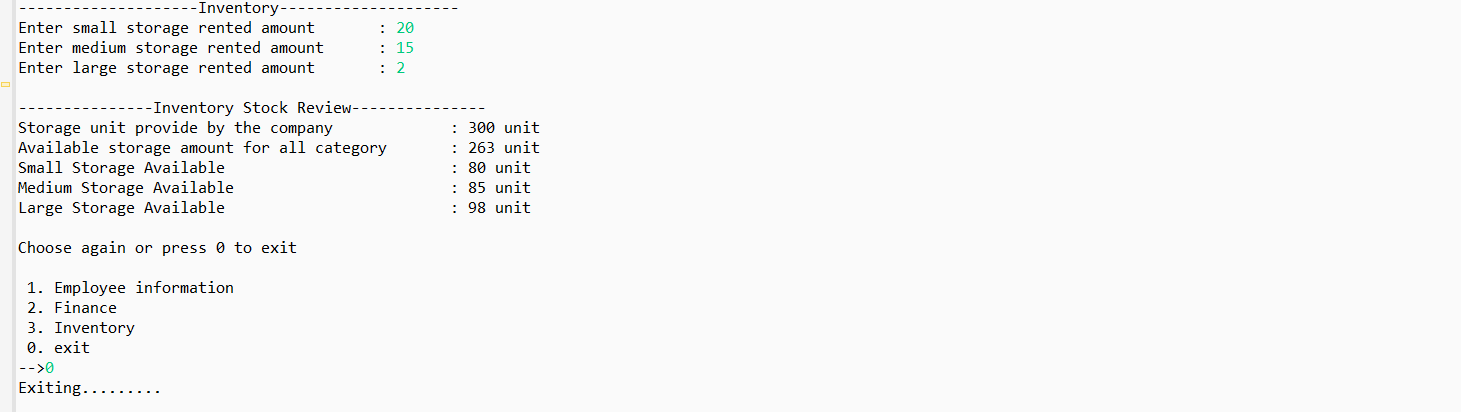 --------------------Inventory--------------------
Enter small storage rented amount       : 20
Enter medium storage rented amount      : 15
Enter large storage rented amount       : 2
---------------Inventory Stock Review---------------
Storage unit provide by the company             : 300 unit
Available storage amount for all category       : 263 unit
Small Storage Available                         : 80 unit
Medium Storage Available                        : 85 unit
Large Storage Available                         : 98 unit
Choose again or press 0 to exit
 1. Employee information
 2. Finance
 3. Inventory
 0. exit
-->0
Exiting.........